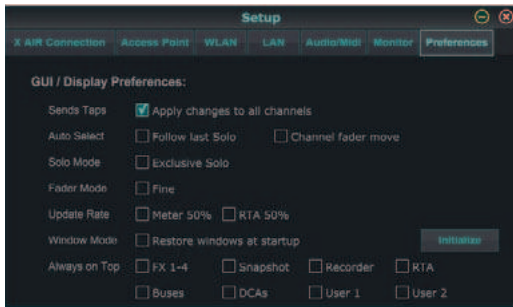 Setup
X AIR Connection Access Point WLAN LAN Audio/Midi Monitor Preferences
GUI / Display Preferences:
Sends Taps Apply changes to all channels
Auto Select Follow last Solo Channel fader move
Solo Mode Exclusive Solo
Fader Mode Fine
Update Rate Meter 50% RTA 50%
Window Mode Restore windows at startup Initialize
Always on Top FX 1-4 Snapshot Recorder RTA
Buses DCAs User 1 User 2